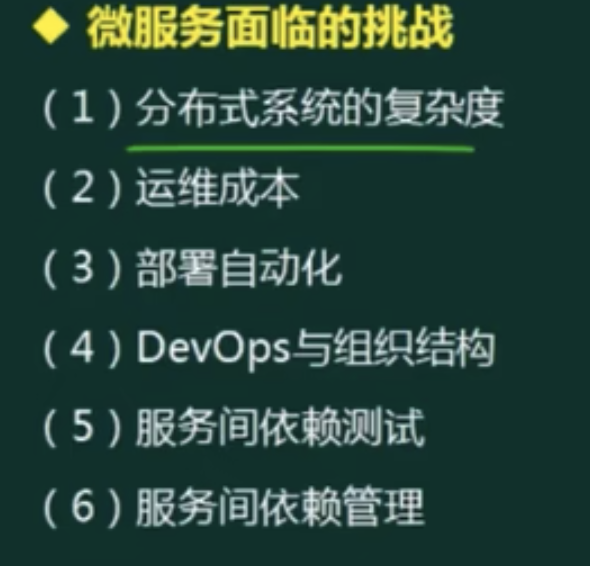 ◆ 微服务面临的挑战
（1）分布式系统的复杂度
（2）运维成本
（3）部署自动化
（4）DevOps与组织结构
（5）服务间依赖测试
（6）服务间依赖管理